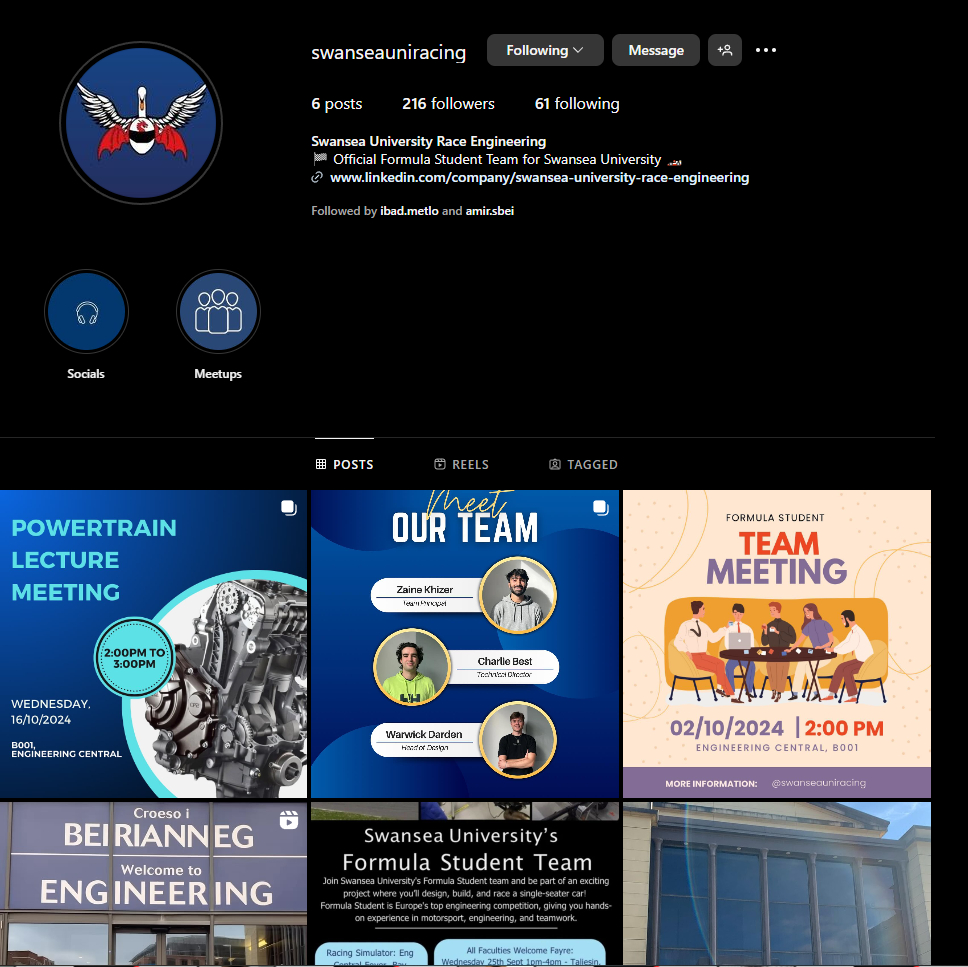 swanseauniracing
Following
Message
6 posts
216 followers
61 following
Swansea University Race Engineering
Official Formula Student Team for Swansea University
www.linkedin.com/company/swansea-university-race-engineering
Followed by ibad.metlo and amir.sbei
Socials
Meetups
POSTS
REELS
TAGGED
POWERTRAIN
LECTURE
MEETING
2:00PM TO
3:00PM
WEDNESDAY,
16/10/2024
B001,
ENGINEERING CENTRAL
Meet
OUR TEAM
Zaine Khizer
Team Principal
Charlie Best
Technical Director
Warwick Darden
Head of Design
FORMULA STUDENT
TEAM
MEETING
02/10/2024 | 2:00 PM
ENGINEERING CENTRAL, B001
MORE INFORMATION: @swanseauniracing
Croeso i
BEIRIANNEG
Welcome to
ENGINEERING
Swansea University's
Formula Student Team
Join Swansea University's Formula Student team and be part of an exciting
project where you'll design, build, and race a single-seater car!
Formula Student is Europe's top engineering competition, giving you hands-
on experience in motorsport, engineering, and teamwork.
Racing Simulator: Eng
Central Foyer, Bay
All Faculties Welcome Fayre:
Wednesday 25th Sept 1pm-4pm - Taliesin,